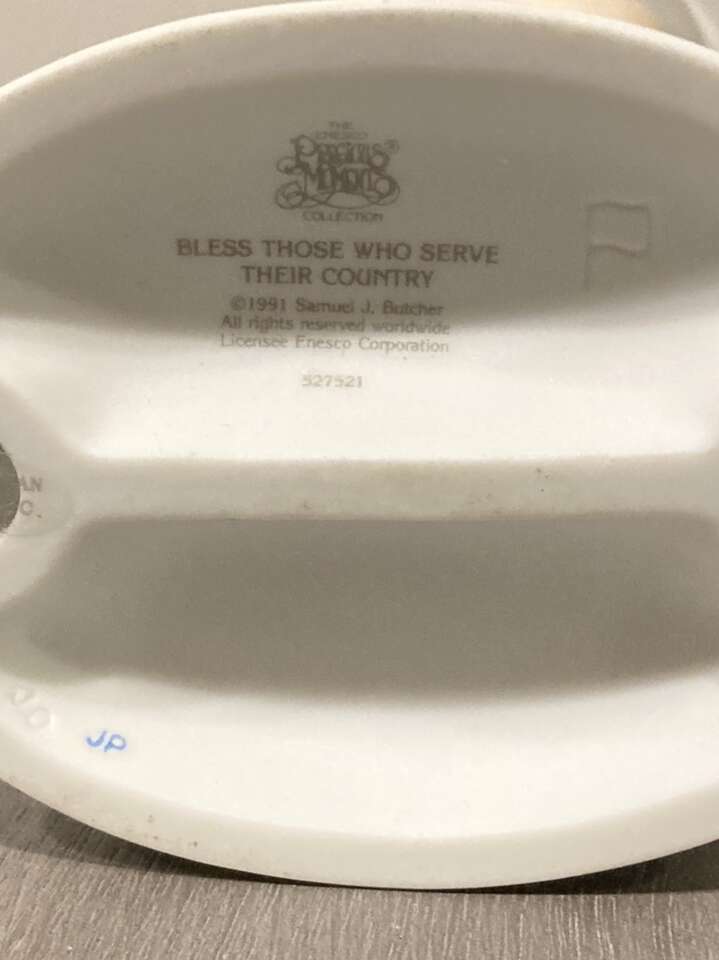 THE
ENESCO
Precious
Moments®
COLLECTION
BLESS THOSE WHO SERVE
THEIR COUNTRY
©1991 Samuel J. Butcher
All rights reserved worldwide
Licensee Enesco Corporation
527521
AN
O.
JP